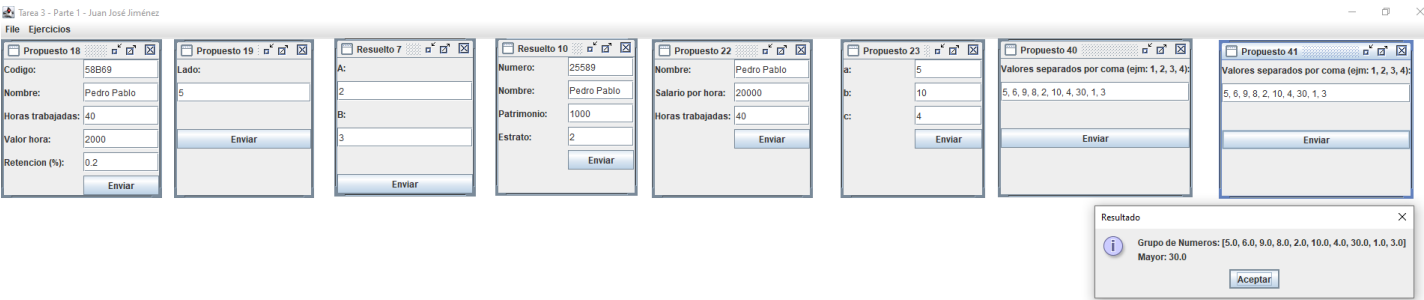 Tarea 3 - Parte 1 - Juan José Jiménez
File Ejercicios
Propuesto 18
Codigo: 58B69
Nombre: Pedro Pablo
Horas trabajadas: 40
Valor hora: 2000
Retencion (%): 0.2
Enviar
Propuesto 19
Lado:
5
Enviar
Resuelto 7
A:
2
B:
3
Enviar
Resuelto 10
Numero: 25589
Nombre: Pedro Pablo
Patrimonio: 1000
Estrato: 2
Enviar
Propuesto 22
Nombre: Pedro Pablo
Salario por hora: 20000
Horas trabajadas: 40
Enviar
Propuesto 23
a: 5
b: 10
c: 4
Enviar
Propuesto 40
Valores separados por coma (ejm: 1, 2, 3, 4):
5, 6, 9, 8, 2, 10, 4, 30, 1, 3
Enviar
Propuesto 41
Valores separados por coma (ejm: 1, 2, 3, 4):
5, 6, 9, 8, 2, 10, 4, 30, 1, 3
Enviar
Resultado
Grupo de Numeros: [5.0, 6.0, 9.0, 8.0, 2.0, 10.0, 4.0, 30.0, 1.0, 3.0]
Mayor: 30.0
Aceptar